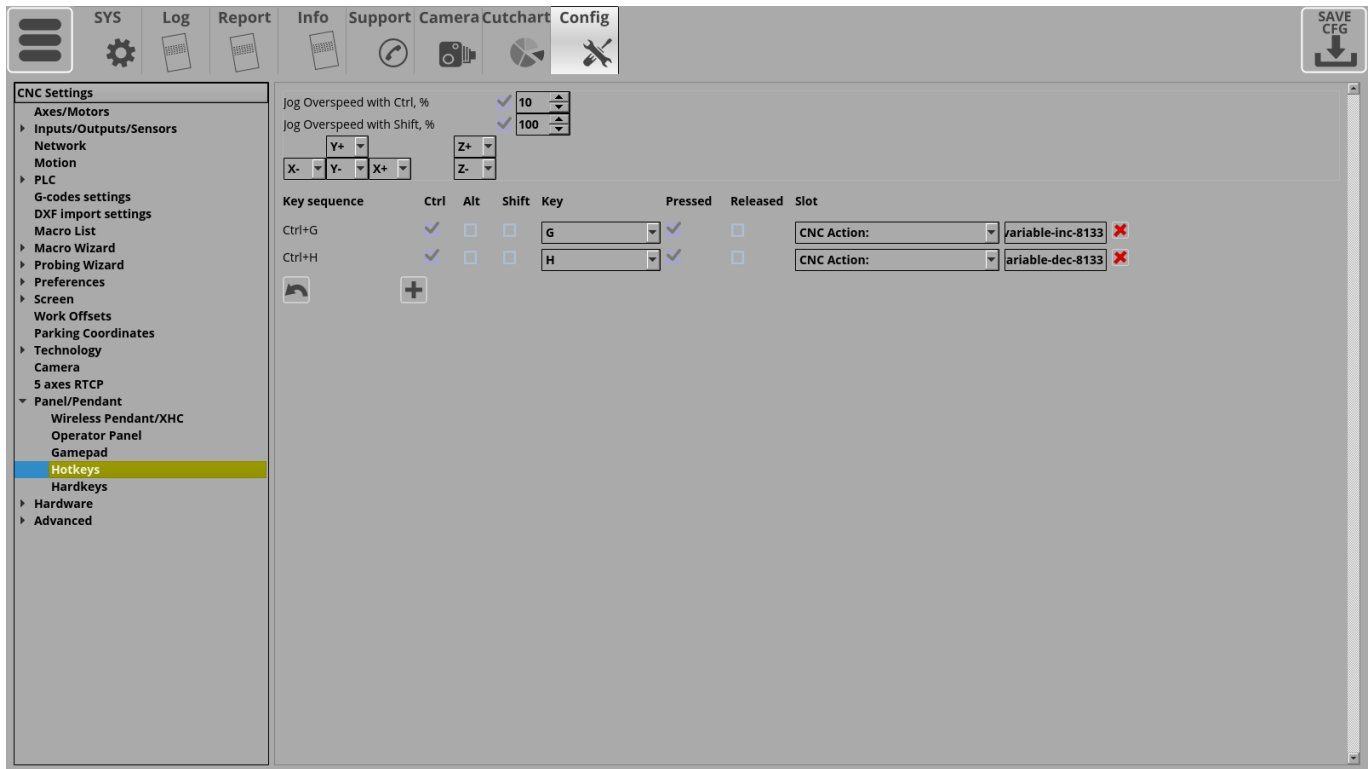 SYS Log Report Info Support Camera Cutchart Config SAVE CFG
CNC Settings
Axes/Motors
Inputs/Outputs/Sensors
Network
Motion
PLC
G-codes settings
DXF import settings
Macro List
Macro Wizard
Probing Wizard
Preferences
Screen
Work Offsets
Parking Coordinates
Technology
Camera
5 axes RTCP
Panel/Pendant
Wireless Pendant/XHC
Operator Panel
Gamepad
Hotkeys
Hardkeys
Hardware
Advanced
Jog Overspeed with Ctrl, % 10
Jog Overspeed with Shift, % 100
Y+ Z+
X- Y- X+ Z-
Key sequence Ctrl Alt Shift Key Pressed Released Slot
Ctrl+G G CNC Action: variable-inc-8133
Ctrl+H H CNC Action: ariable-dec-8133